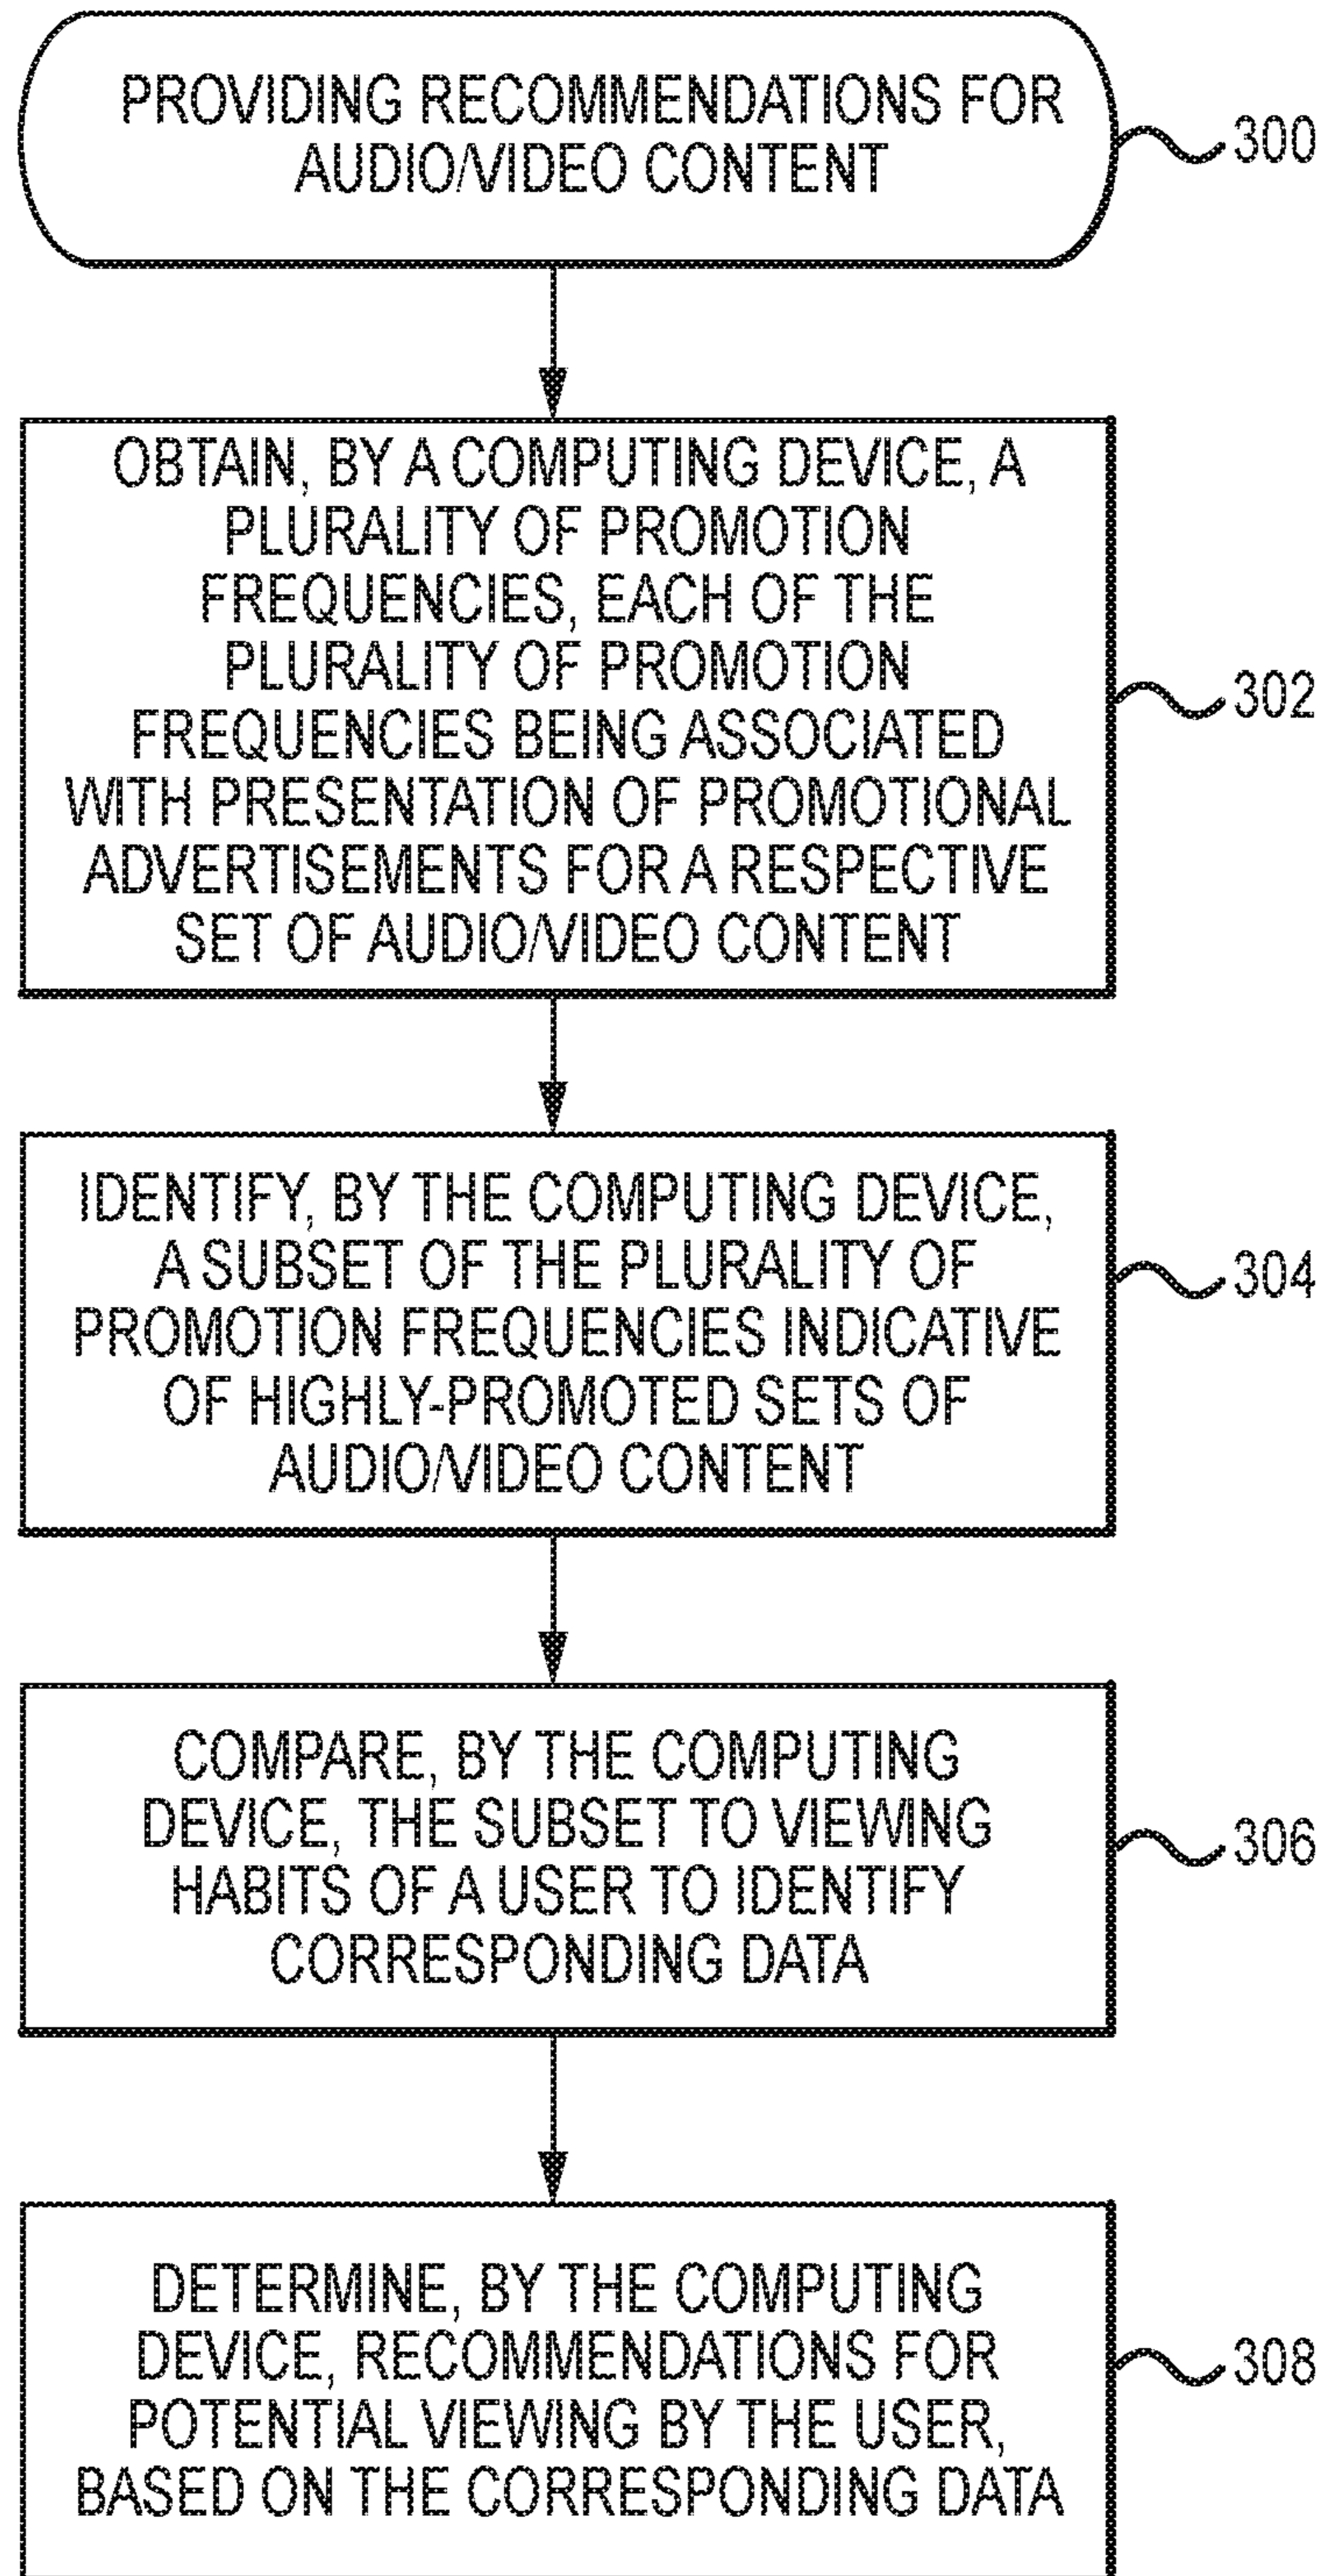 PROVIDING RECOMMENDATIONS FOR
AUDIO/VIDEO CONTENT
300
OBTAIN, BY A COMPUTING DEVICE, A
PLURALITY OF PROMOTION
FREQUENCIES, EACH OF THE
PLURALITY OF PROMOTION
FREQUENCIES BEING ASSOCIATED
WITH PRESENTATION OF PROMOTIONAL
ADVERTISEMENTS FOR A RESPECTIVE
SET OF AUDIO/VIDEO CONTENT
302
IDENTIFY, BY THE COMPUTING DEVICE,
A SUBSET OF THE PLURALITY OF
PROMOTION FREQUENCIES INDICATIVE
OF HIGHLY-PROMOTED SETS OF
AUDIO/VIDEO CONTENT
304
COMPARE, BY THE COMPUTING
DEVICE, THE SUBSET TO VIEWING
HABITS OF A USER TO IDENTIFY
CORRESPONDING DATA
306
DETERMINE, BY THE COMPUTING
DEVICE, RECOMMENDATIONS FOR
POTENTIAL VIEWING BY THE USER,
BASED ON THE CORRESPONDING DATA
308